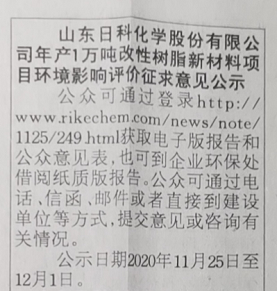 山东日科化学股份有限公
司年产1万吨改性树脂新材料项
目环境影响评价征求意见公示
公众可通过登录http://
www.rikechem.com/news/note/
1125/249.html获取电子版报告和
公众意见表，也可到企业环保处
借阅纸质版报告。公众可通过电
话、信函、邮件或者直接到建设
单位等方式，提交意见或咨询有
关情况。
公示日期2020年11月25日至
12月1日。